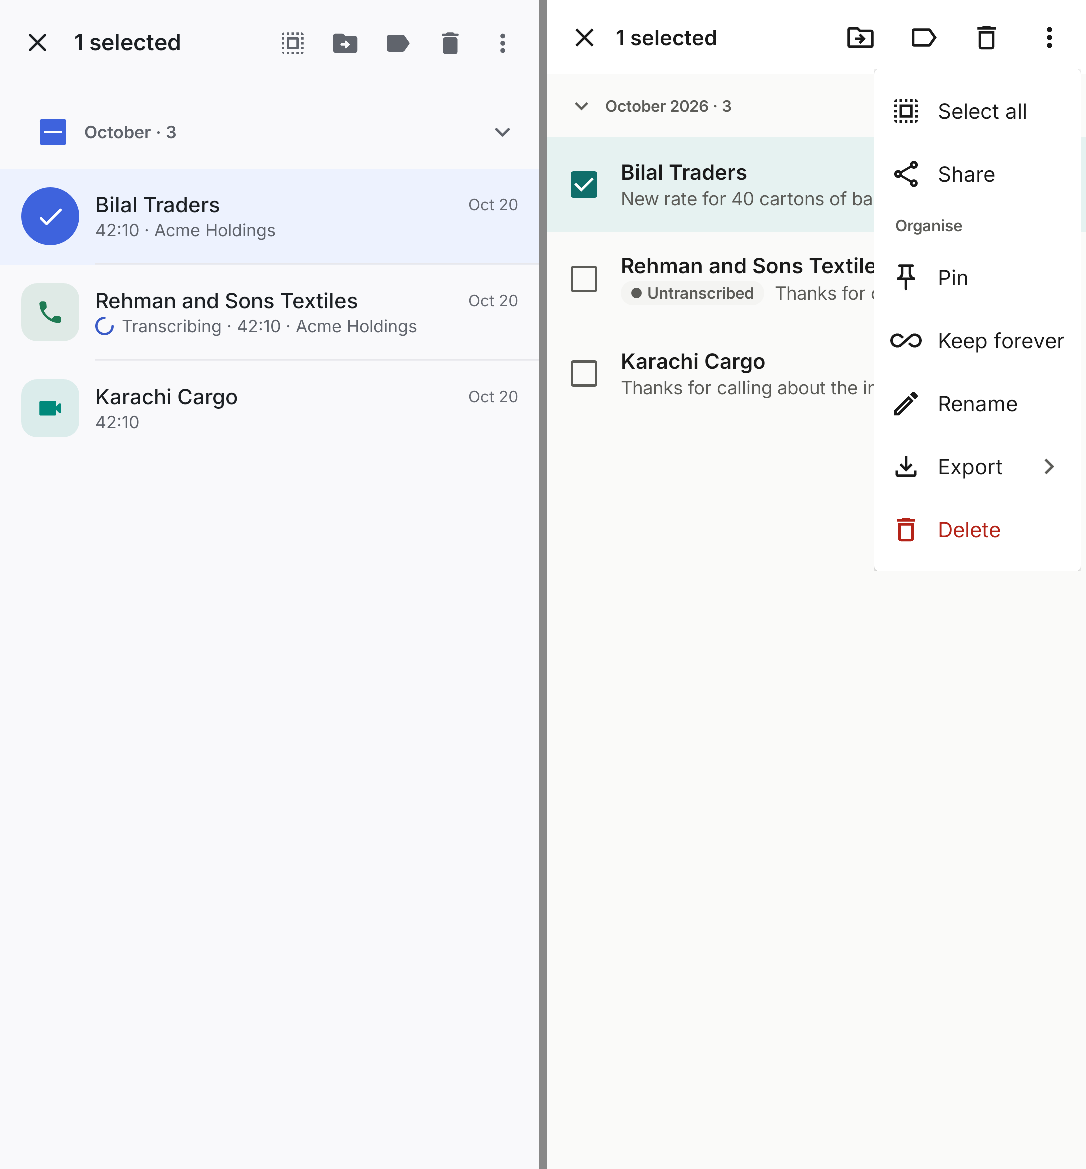 1 selected
October · 3
Bilal Traders
Oct 20
42:10 · Acme Holdings
Rehman and Sons Textiles
Oct 20
Transcribing · 42:10 · Acme Holdings
Karachi Cargo
Oct 20
42:10
1 selected
October 2026 · 3
Bilal Traders
New rate for 40 cartons of ba
Rehman and Sons Textile
Untranscribed
Thanks for
Karachi Cargo
Thanks for calling about the in
Select all
Share
Organise
Pin
Keep forever
Rename
Export
Delete